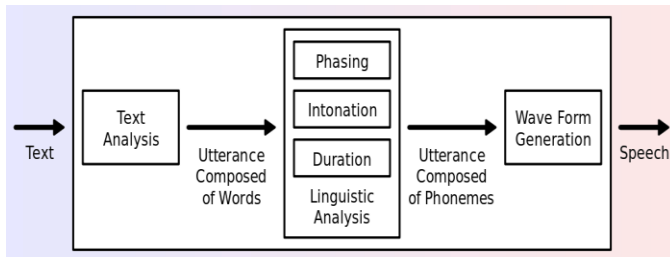 Text
Text
Analysis
Utterance
Composed
of Words
Phasing
Intonation
Duration
Linguistic
Analysis
Utterance
Composed
of Phonemes
Wave Form
Generation
Speech